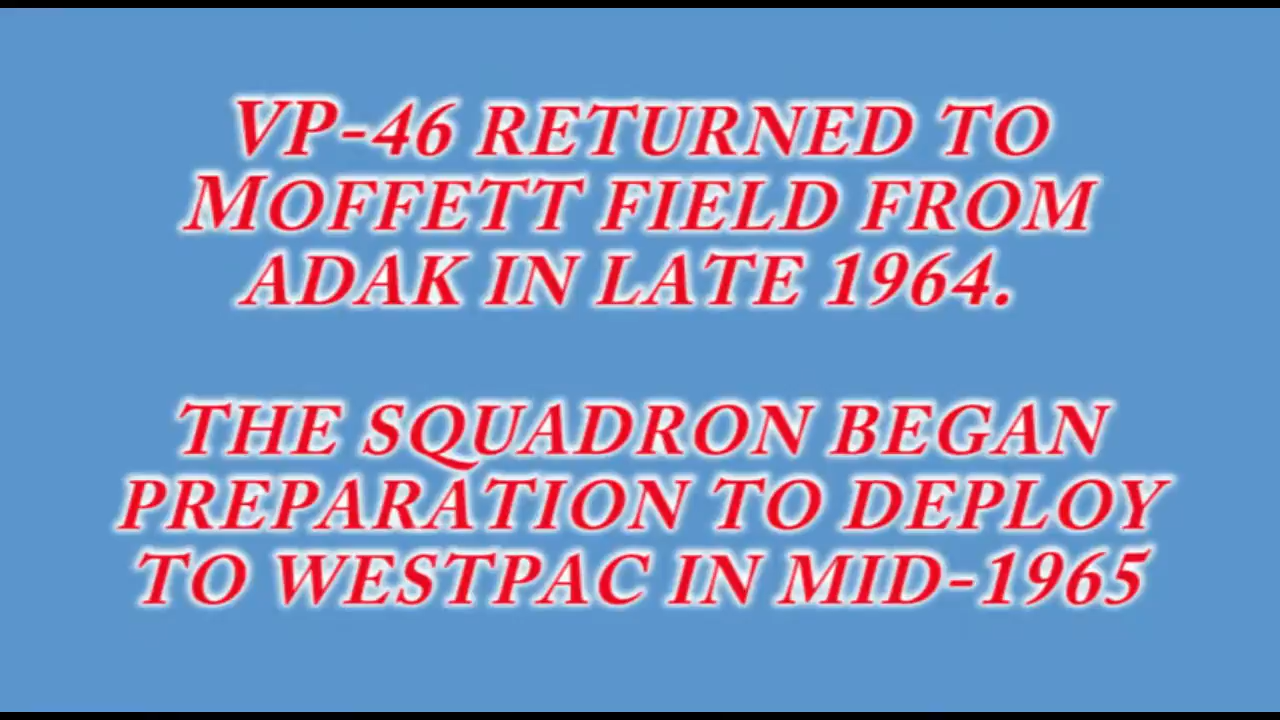 VP-46 RETURNED TO
MOFFETT FIELD FROM
ADAK IN LATE 1964.
THE SQUADRON BEGAN
PREPARATION TO DEPLOY
TO WESTPAC IN MID-1965